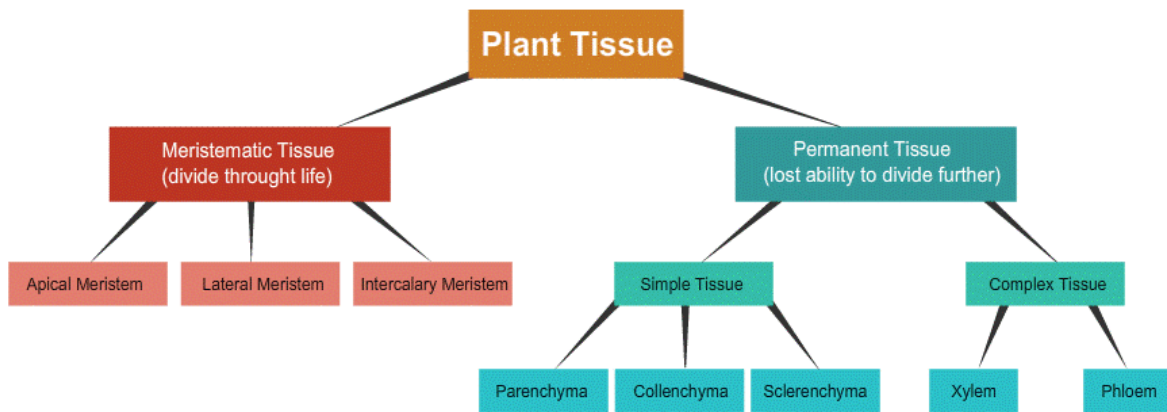 Plant Tissue
Meristematic Tissue
(divide throught life)
Permanent Tissue
(lost ability to divide further)
Apical Meristem
Lateral Meristem
Intercalary Meristem
Simple Tissue
Complex Tissue
Parenchyma
Collenchyma
Sclerenchyma
Xylem
Phloem